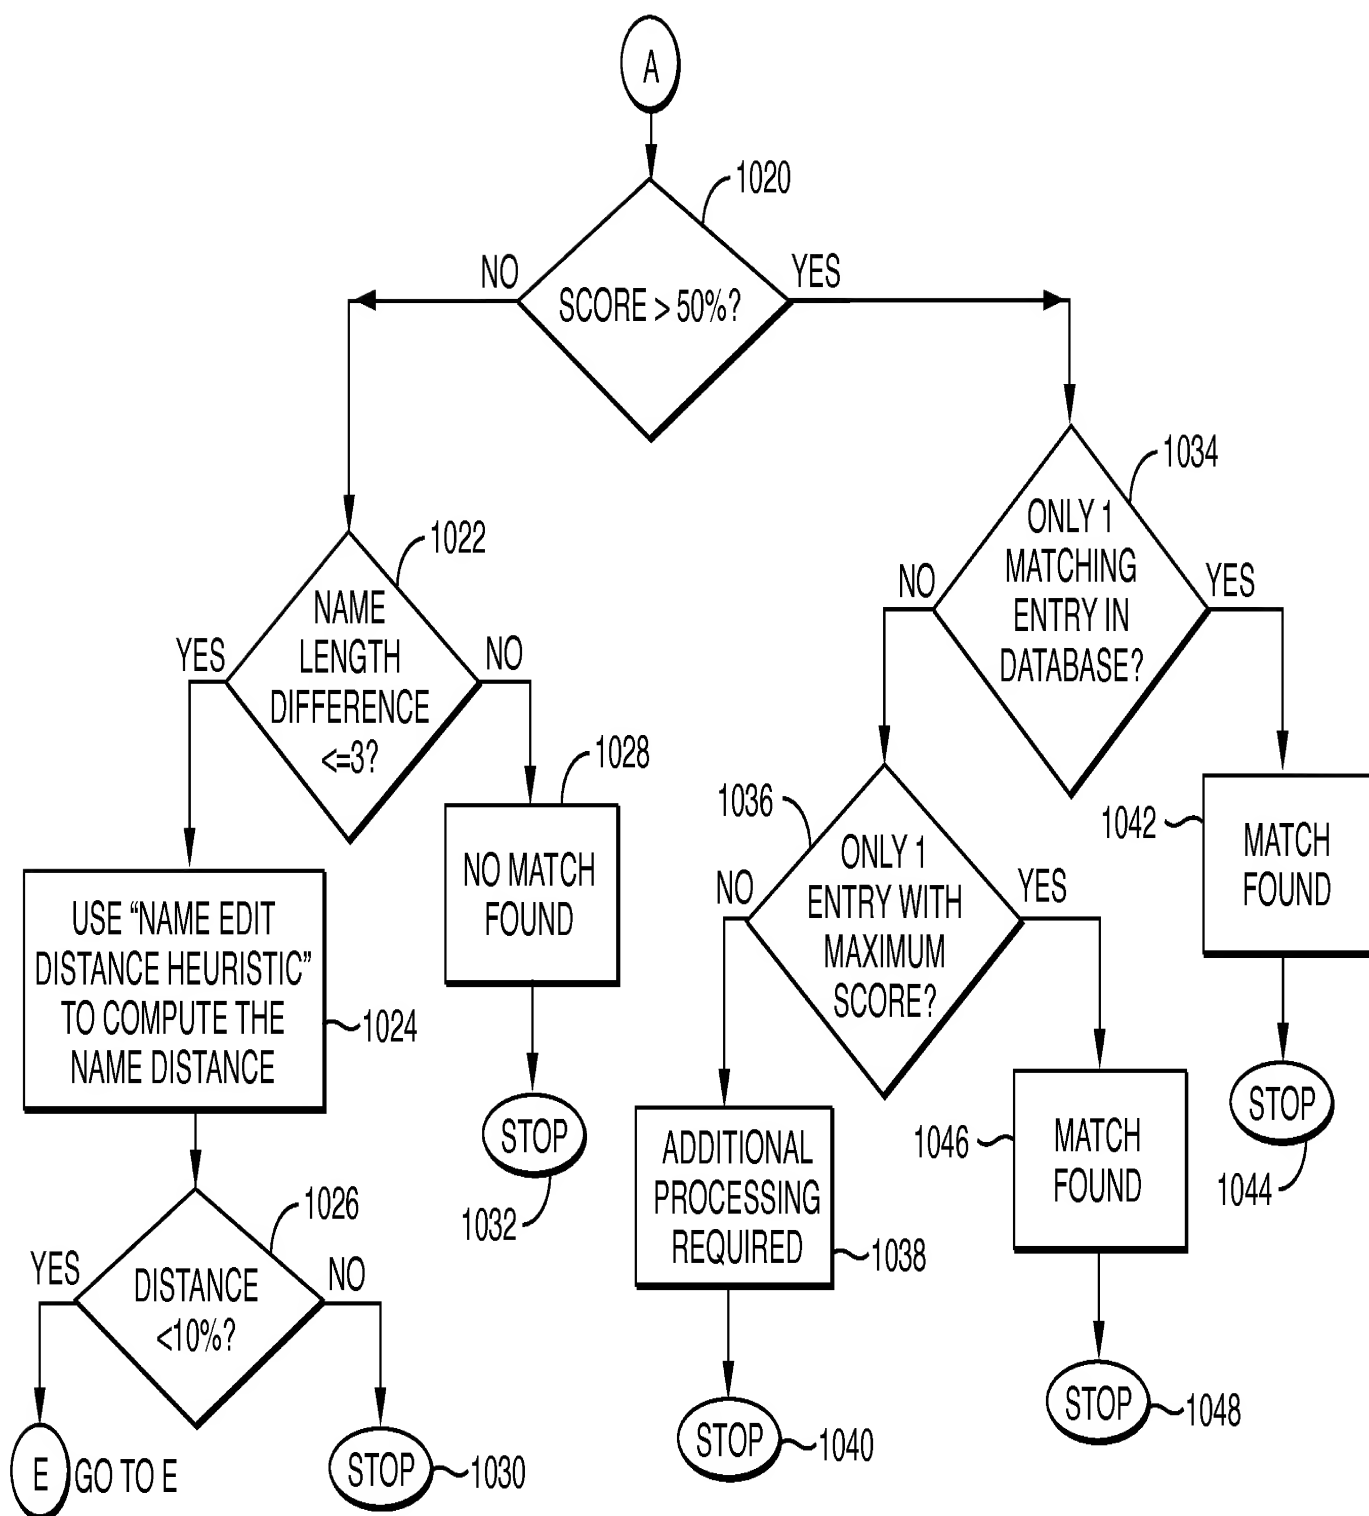 A
1020
NO
YES
SCORE > 50%?
1034
ONLY 1
MATCHING
ENTRY IN
DATABASE?
NO
YES
1022
NAME
LENGTH
DIFFERENCE
<=3?
YES
NO
1028
NO MATCH
FOUND
1036
ONLY 1
ENTRY WITH
MAXIMUM
SCORE?
NO
YES
1042
MATCH
FOUND
USE “NAME EDIT
DISTANCE HEURISTIC”
TO COMPUTE THE
NAME DISTANCE
1024
STOP
1032
ADDITIONAL
PROCESSING
REQUIRED
1038
1046
MATCH
FOUND
STOP
1044
1026
DISTANCE
<10%?
YES
NO
E
GO TO E
STOP
1030
STOP
1040
STOP
1048